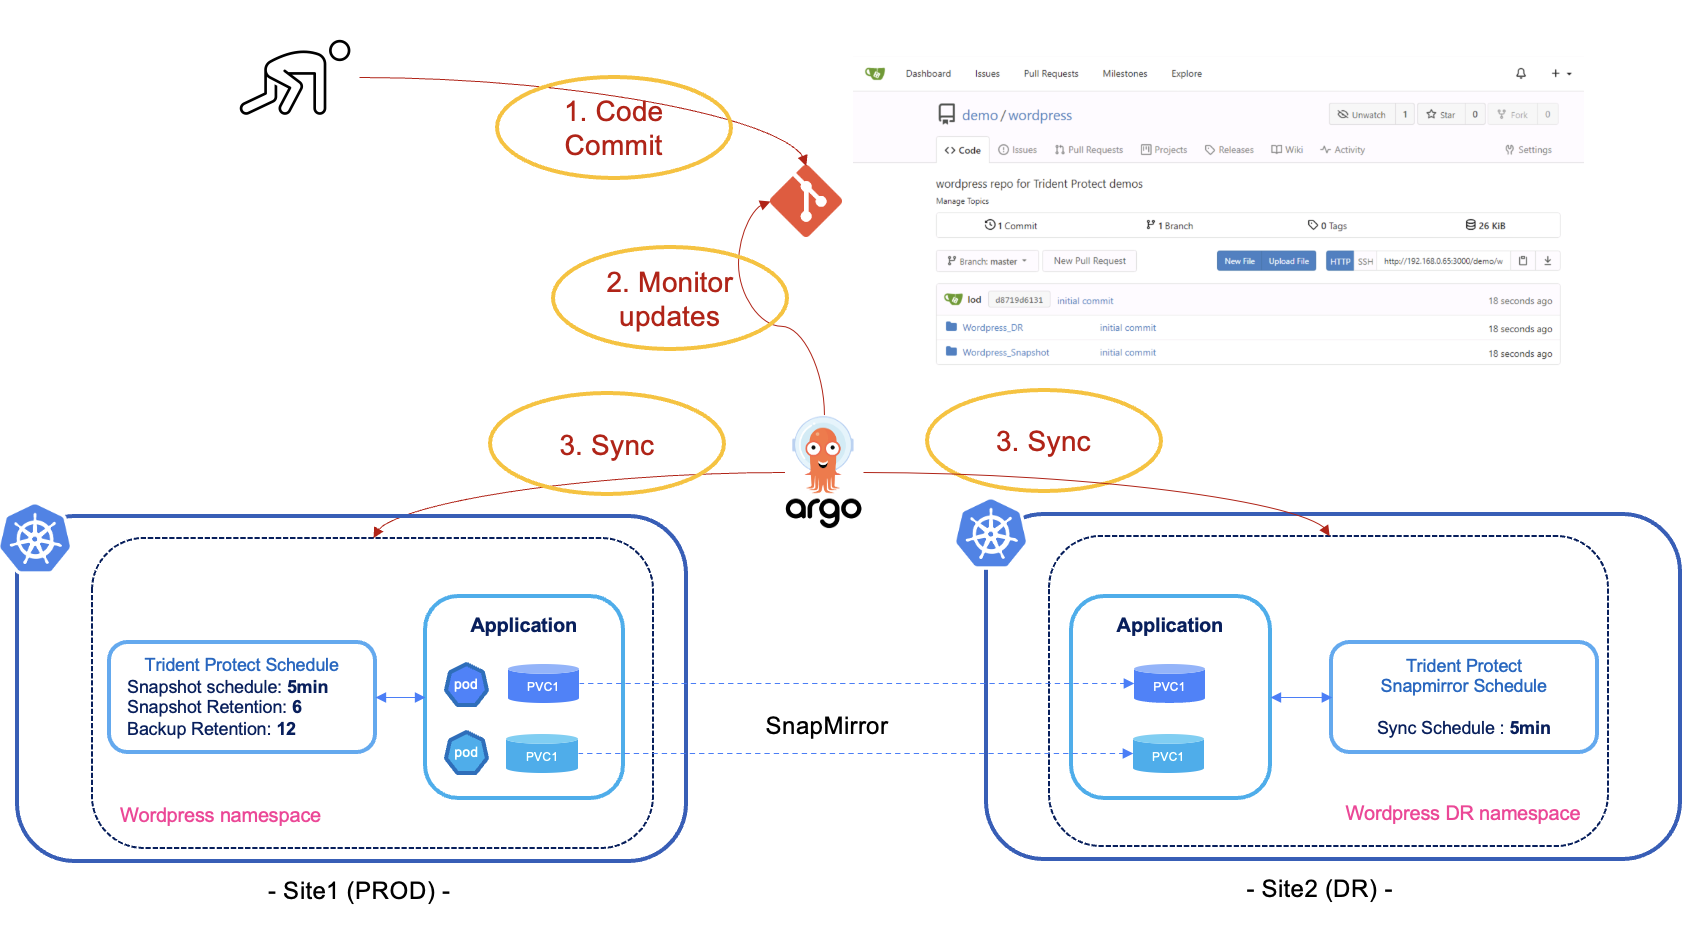 1. Code
Commit
Dashboard Issues Pull Requests Milestones Explore
demo / wordpress
Unwatch 1 Star 0 Fork 0
Code Issues Pull Requests Projects Releases Wiki Activity Settings
wordpress repo for Trident Protect demos
Manage Topics
1 Commit 1 Branch 0 Tags 26 KiB
Branch: master New Pull Request New File Upload File HTTP SSH http://192.168.0.65:3000/demo/w
lod d8719d6131 initial commit 18 seconds ago
Wordpress_DR initial commit 18 seconds ago
Wordpress_Snapshot initial commit 18 seconds ago
2. Monitor
updates
3. Sync
3. Sync
argo
Application
Trident Protect Schedule
Snapshot schedule: 5min
Snapshot Retention: 6
Backup Retention: 12
pod PVC1
pod PVC1
Wordpress namespace
SnapMirror
Application
PVC1
PVC1
Trident Protect
Snapmirror Schedule
Sync Schedule : 5min
Wordpress DR namespace
- Site1 (PROD) -
- Site2 (DR) -